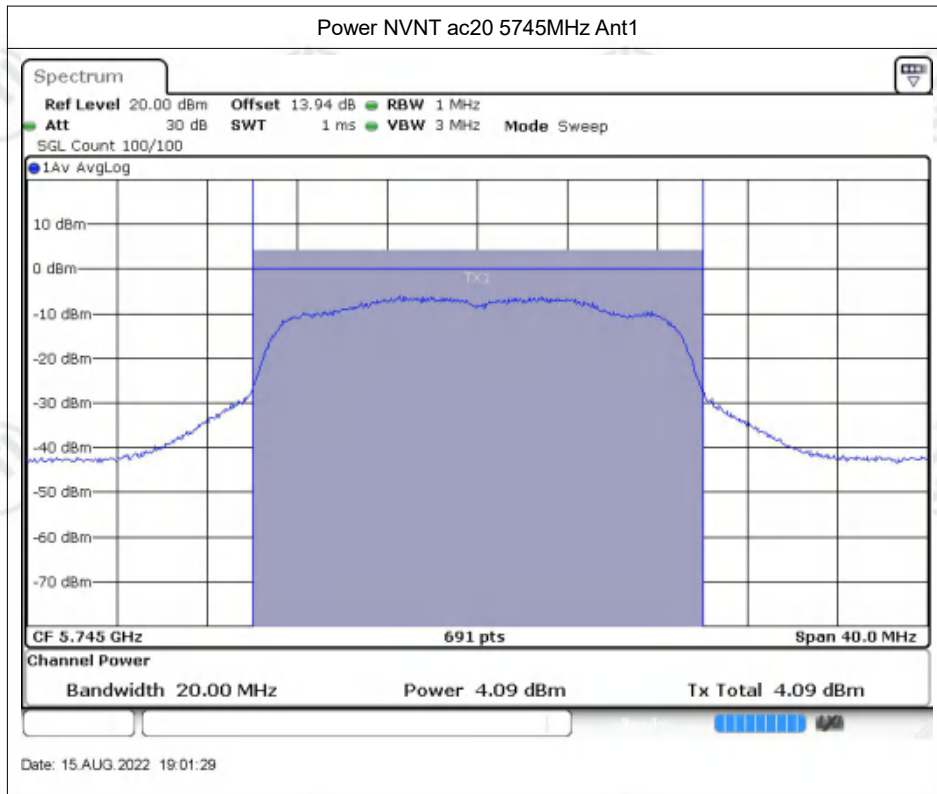 Power NVNT ac20 5745MHz Ant1
Spectrum
Ref Level 20.00 dBm Offset 13.94 dB RBW 1 MHz
Att 30 dB SWT 1 ms VBW 3 MHz Mode Sweep
SGL Count 100/100
1Av AvgLog
10 dBm
0 dBm
TX1
-10 dBm
-20 dBm
-30 dBm
-40 dBm
-50 dBm
-60 dBm
-70 dBm
CF 5.745 GHz 691 pts Span 40.0 MHz
Channel Power
Bandwidth 20.00 MHz Power 4.09 dBm Tx Total 4.09 dBm
Date: 15.AUG.2022 19:01:29